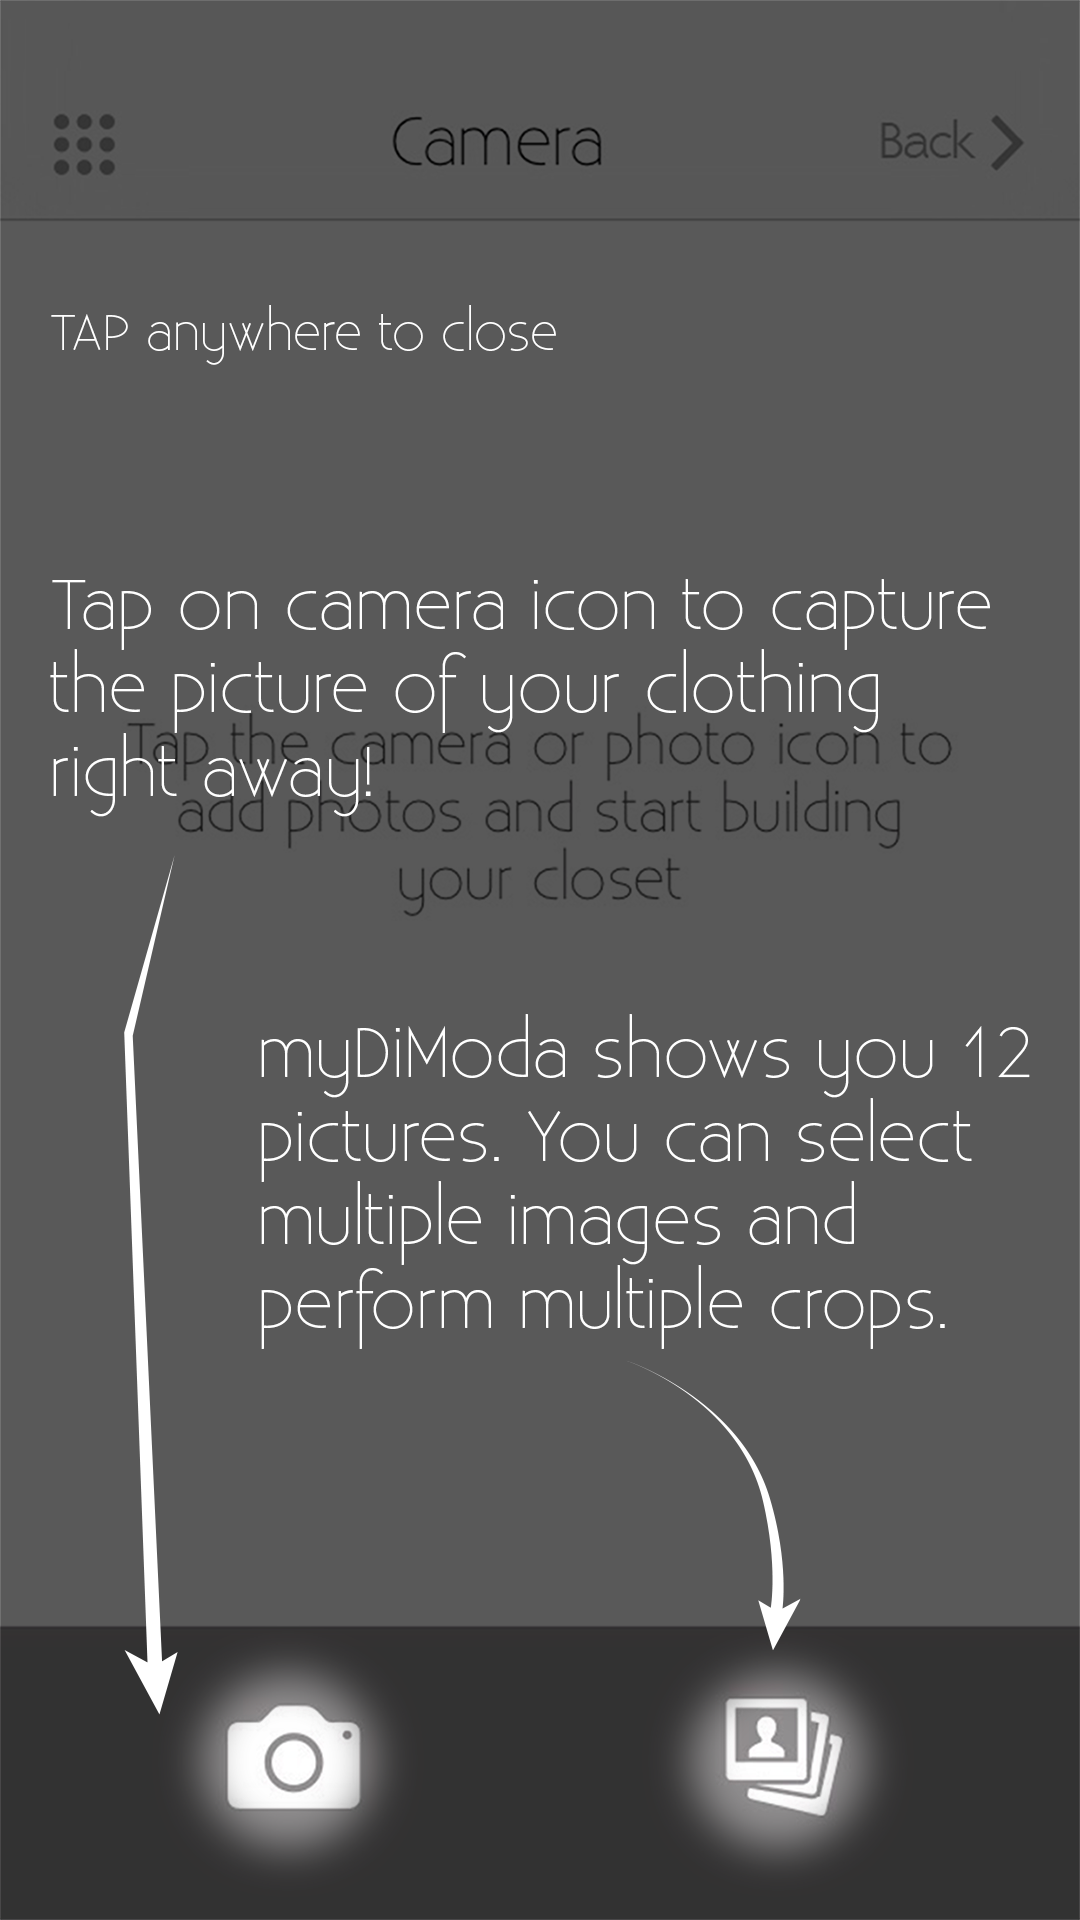 Camera
Back
TAP anywhere to close
Tap on camera icon to capture
the picture of your clothing
right away!
Tap the camera or photo icon to
add photos and start building
your closet
myDiModa shows you 12
pictures. You can select
multiple images and
perform multiple crops.